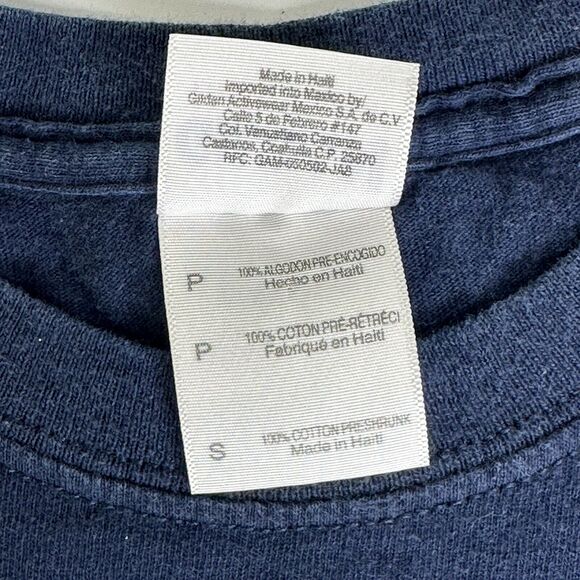 Made in Haiti
Imported into Mexico by/
Gildan Activewear Mexico S.A. de C.V
Calle 5 de Febrero #147
Col. Venustiano Carranza
Castanos, Coahuila C.P. 25870
RFC: GAM-050502-JA8
P 100% ALGODON PRE-ENCOGIDO
Hecho en Haiti
P 100% COTON PRÉ-RÉTRÉCI
Fabriqué en Haiti
S 100% COTTON PRESHRUNK
Made in Haiti